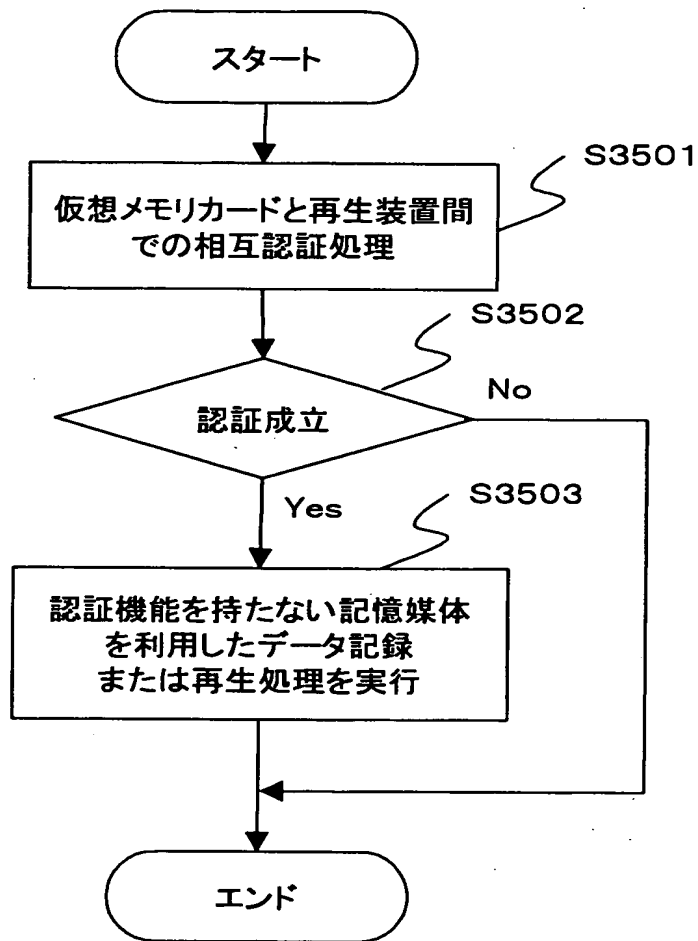 スタート
S3501
仮想メモリカードと再生装置間
での相互認証処理
S3502
認証成立
No
Yes
S3503
認証機能を持たない記憶媒体
を利用したデータ記録
または再生処理を実行
エンド